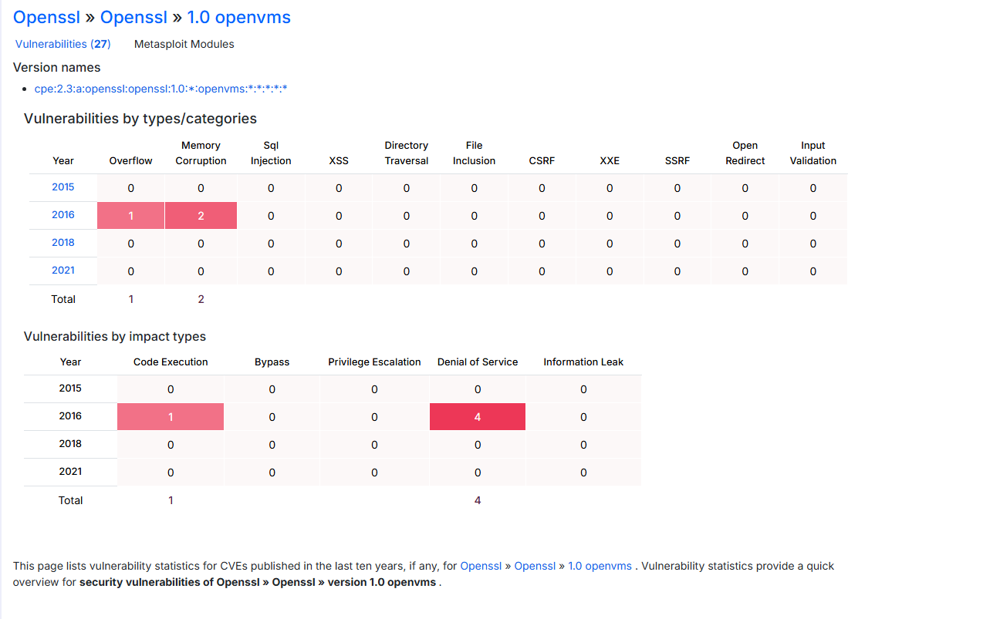 Openssl » Openssl » 1.0 openvms
Vulnerabilities (27) Metasploit Modules
Version names
• cpe:2.3:a:openssl:openssl:1.0:*:openvms:*:*:*:*:*
Vulnerabilities by types/categories
Year Overflow Memory Corruption Sql Injection XSS Directory Traversal File Inclusion CSRF XXE SSRF Open Redirect Input Validation
2015 0 0 0 0 0 0 0 0 0 0 0
2016 1 2 0 0 0 0 0 0 0 0 0
2018 0 0 0 0 0 0 0 0 0 0 0
2021 0 0 0 0 0 0 0 0 0 0 0
Total 1 2
Vulnerabilities by impact types
Year Code Execution Bypass Privilege Escalation Denial of Service Information Leak
2015 0 0 0 0 0
2016 1 0 0 4 0
2018 0 0 0 0 0
2021 0 0 0 0 0
Total 1 4
This page lists vulnerability statistics for CVEs published in the last ten years, if any, for Openssl » Openssl » 1.0 openvms . Vulnerability statistics provide a quick
overview for security vulnerabilities of Openssl » Openssl » version 1.0 openvms .